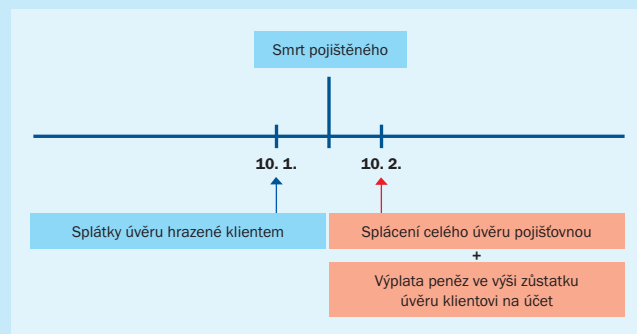 Smrt pojištěného
10. 1.
10. 2.
Splátky úvěru hrazené klientem
Splácení celého úvěru pojišťovnou
+
Výplata peněz ve výši zůstatku
úvěru klientovi na účet